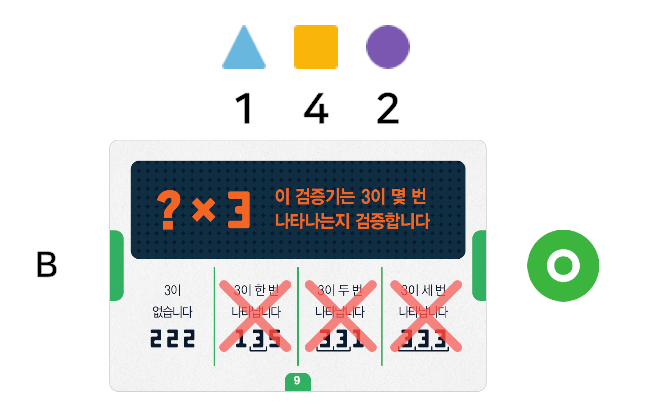 1 4 2
? × 3
이 검증기는 3이 몇 번
나타나는지 검증합니다
B
3이
없습니다
222
3이 한 번
나타납니다
135
3이 두 번
나타납니다
331
3이 세 번
나타납니다
333
9